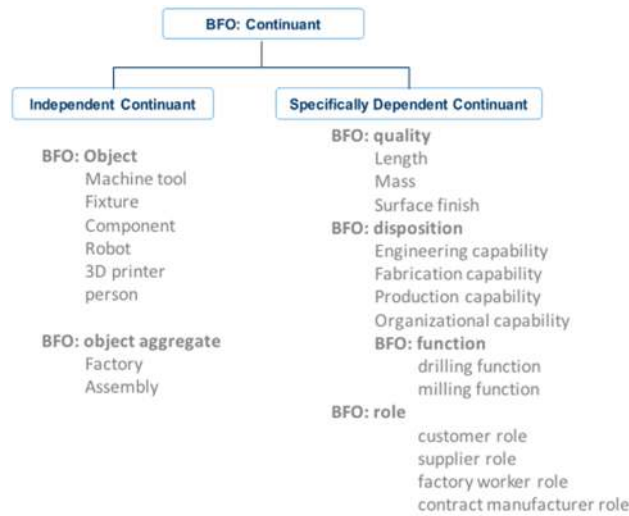 BFO: Continuant
Independent Continuant
BFO: Object
Machine tool
Fixture
Component
Robot
3D printer
person
BFO: object aggregate
Factory
Assembly
Specifically Dependent Continuant
BFO: quality
Length
Mass
Surface finish
BFO: disposition
Engineering capability
Fabrication capability
Production capability
Organizational capability
BFO: function
drilling function
milling function
BFO: role
customer role
supplier role
factory worker role
contract manufacturer role